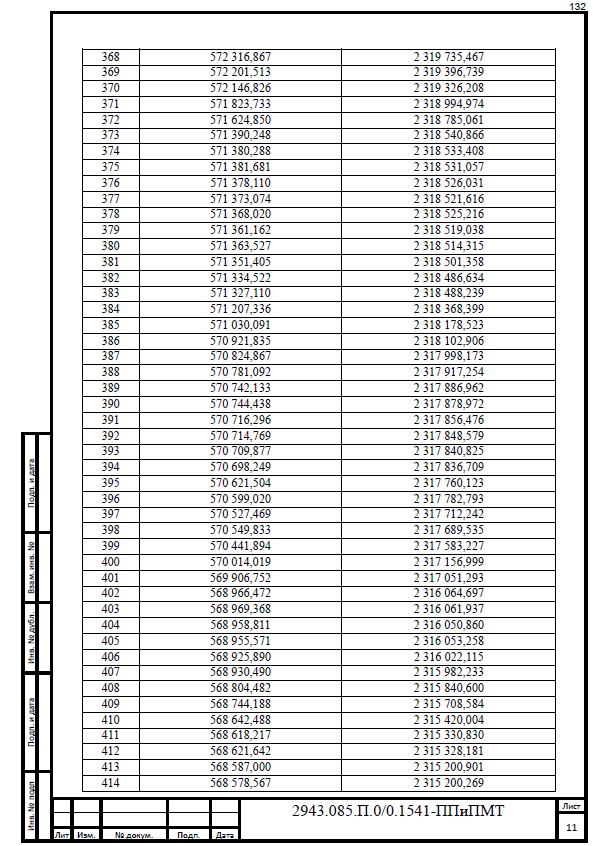 132
368 572 316,867 2 319 735,467
369 572 201,513 2 319 396,739
370 572 146,826 2 319 326,208
371 571 823,733 2 318 994,974
372 571 624,850 2 318 785,061
373 571 390,248 2 318 540,866
374 571 380,288 2 318 533,408
375 571 381,681 2 318 531,057
376 571 378,110 2 318 526,031
377 571 373,074 2 318 521,616
378 571 368,020 2 318 525,216
379 571 361,162 2 318 519,038
380 571 363,527 2 318 514,315
381 571 351,405 2 318 501,358
382 571 334,522 2 318 486,634
383 571 327,110 2 318 488,239
384 571 207,336 2 318 368,399
385 571 030,091 2 318 178,523
386 570 921,835 2 318 102,906
387 570 824,867 2 317 998,173
388 570 781,092 2 317 917,254
389 570 742,133 2 317 886,962
390 570 744,438 2 317 878,972
391 570 716,296 2 317 856,476
392 570 714,769 2 317 848,579
393 570 709,877 2 317 840,825
394 570 698,249 2 317 836,709
395 570 621,504 2 317 760,123
396 570 599,020 2 317 782,793
397 570 527,469 2 317 712,242
398 570 549,833 2 317 689,535
399 570 441,894 2 317 583,227
400 570 014,019 2 317 156,999
401 569 906,752 2 317 051,293
402 568 966,472 2 316 064,697
403 568 969,368 2 316 061,937
404 568 958,811 2 316 050,860
405 568 955,571 2 316 053,258
406 568 925,890 2 316 022,115
407 568 930,490 2 315 982,233
408 568 804,482 2 315 840,600
409 568 744,188 2 315 708,584
410 568 642,488 2 315 420,004
411 568 618,217 2 315 330,830
412 568 621,642 2 315 328,181
413 568 587,000 2 315 200,901
414 568 578,567 2 315 200,269
Подп. и дата
Взам. инв. №
Инв. № дубл.
Подп. и дата
Инв. № подп
Лит Изм. № докум. Подп. Дата
2943.085.П.0/0.1541-ППиПМТ
Лист
11